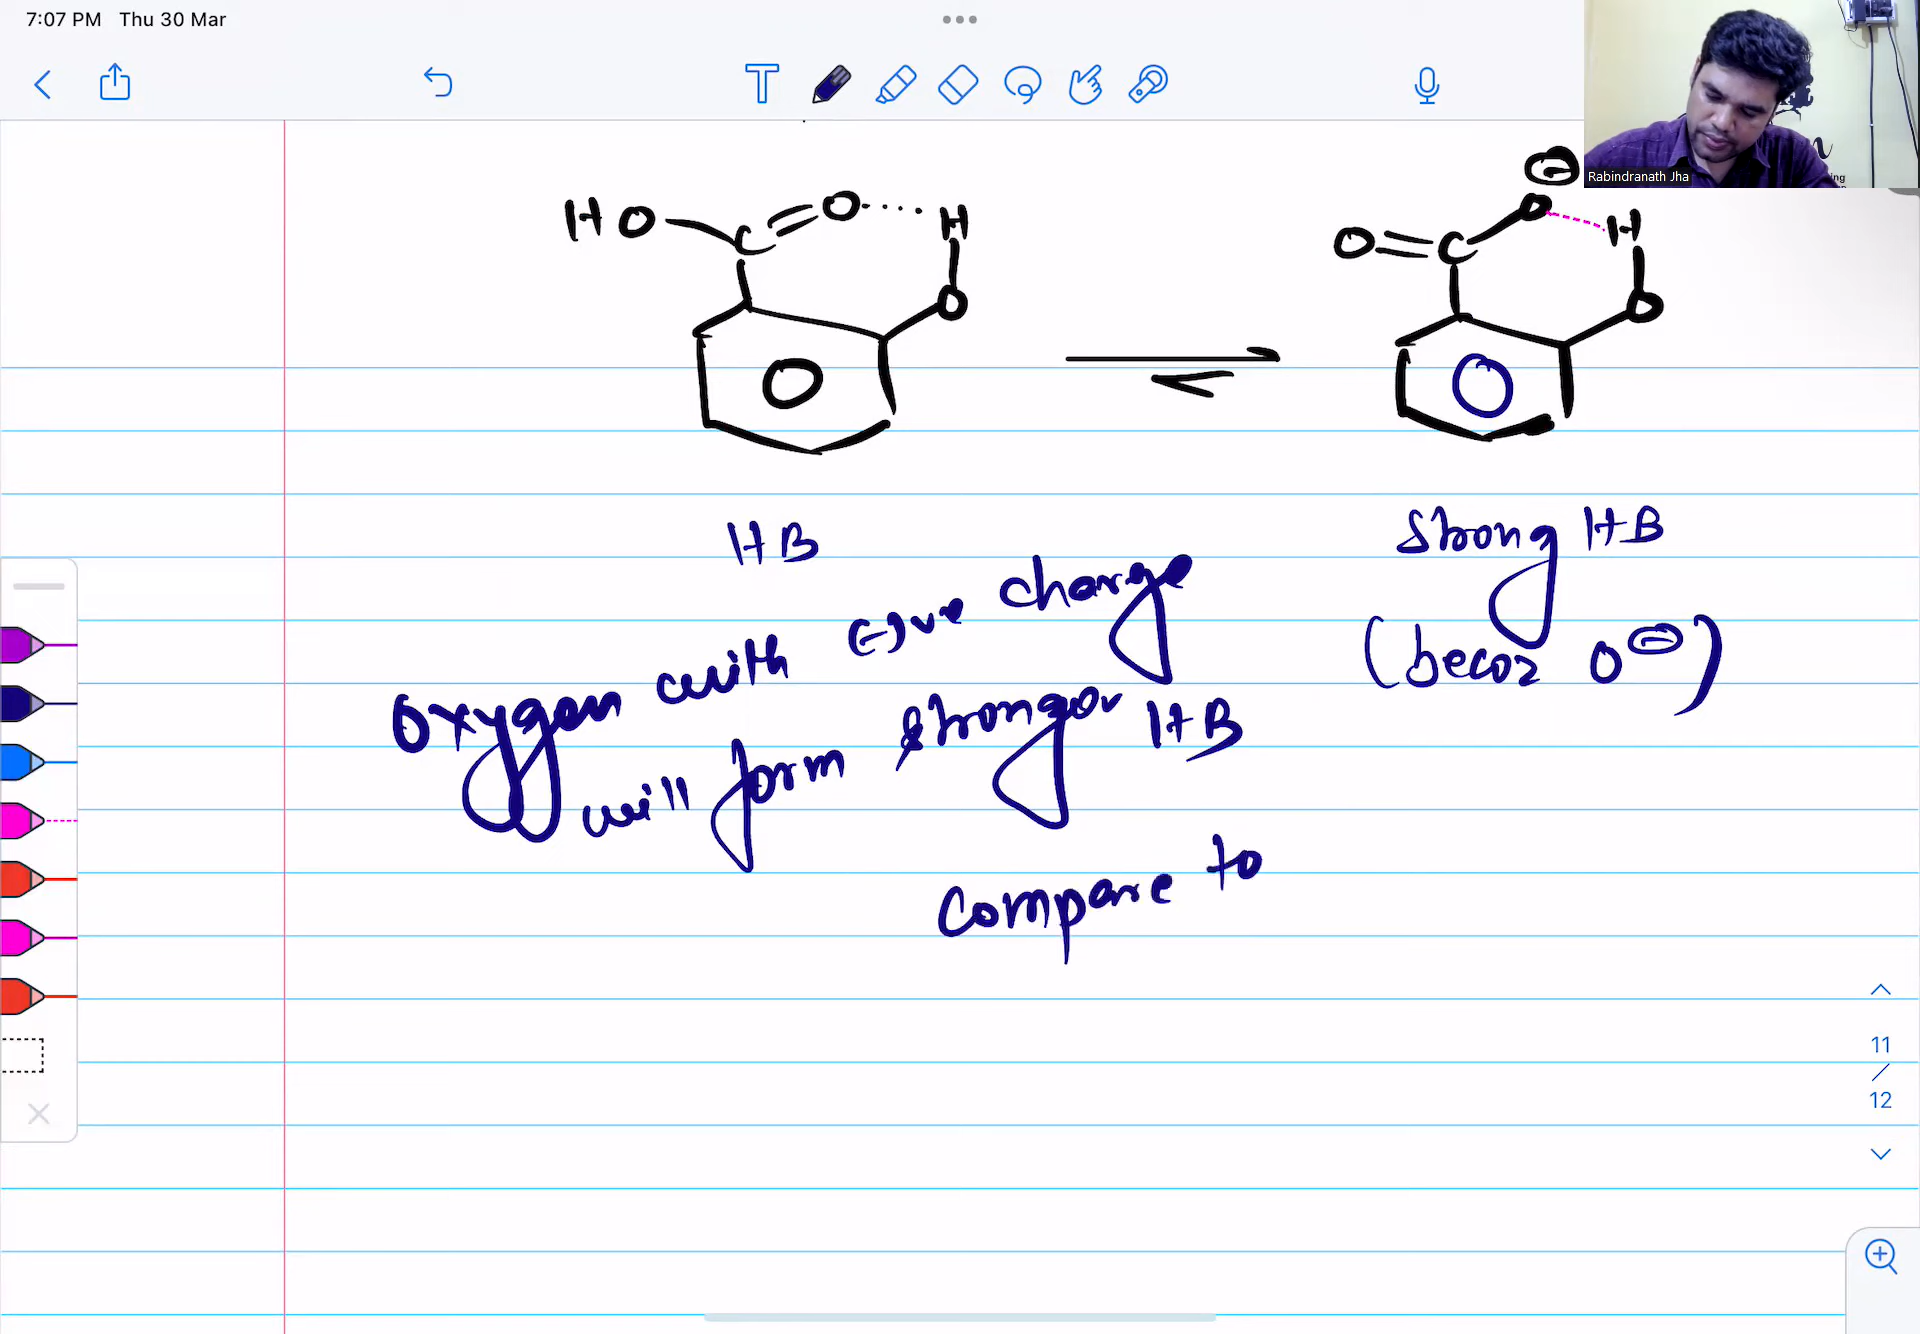 7:07 PM Thu 30 Mar
Rabindranath Jha
ing
H O C = O ..... H
O
⊖
O = C O H
O
HB
Strong HB
(becoz O⊖)
Oxygen with (-)ve charge
will form stronger HB
compare to
11
/
12